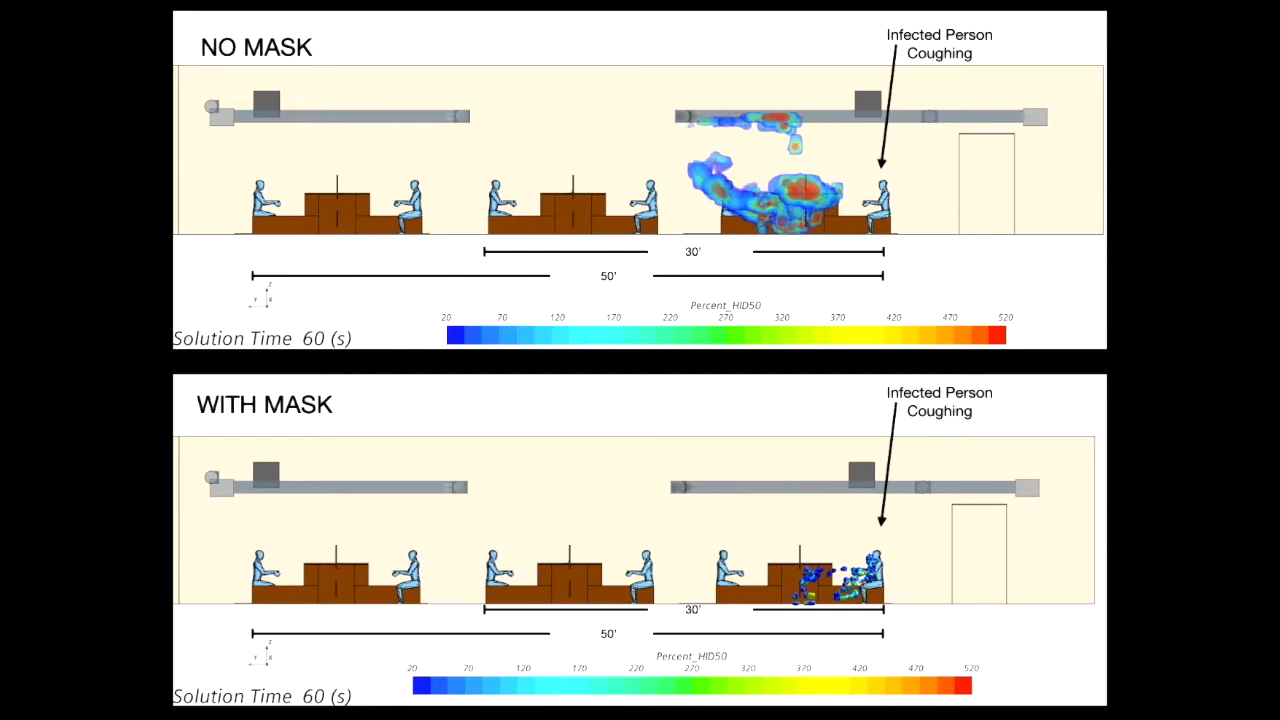 NO MASK
Infected Person
Coughing
30'
50'
Z
Y
X
Percent_HID50
20 70 120 170 220 270 320 370 420 470 520
Solution Time 60 (s)
WITH MASK
Infected Person
Coughing
30'
50'
Z
Y
X
Percent_HID50
20 70 120 170 220 270 320 370 420 470 520
Solution Time 60 (s)